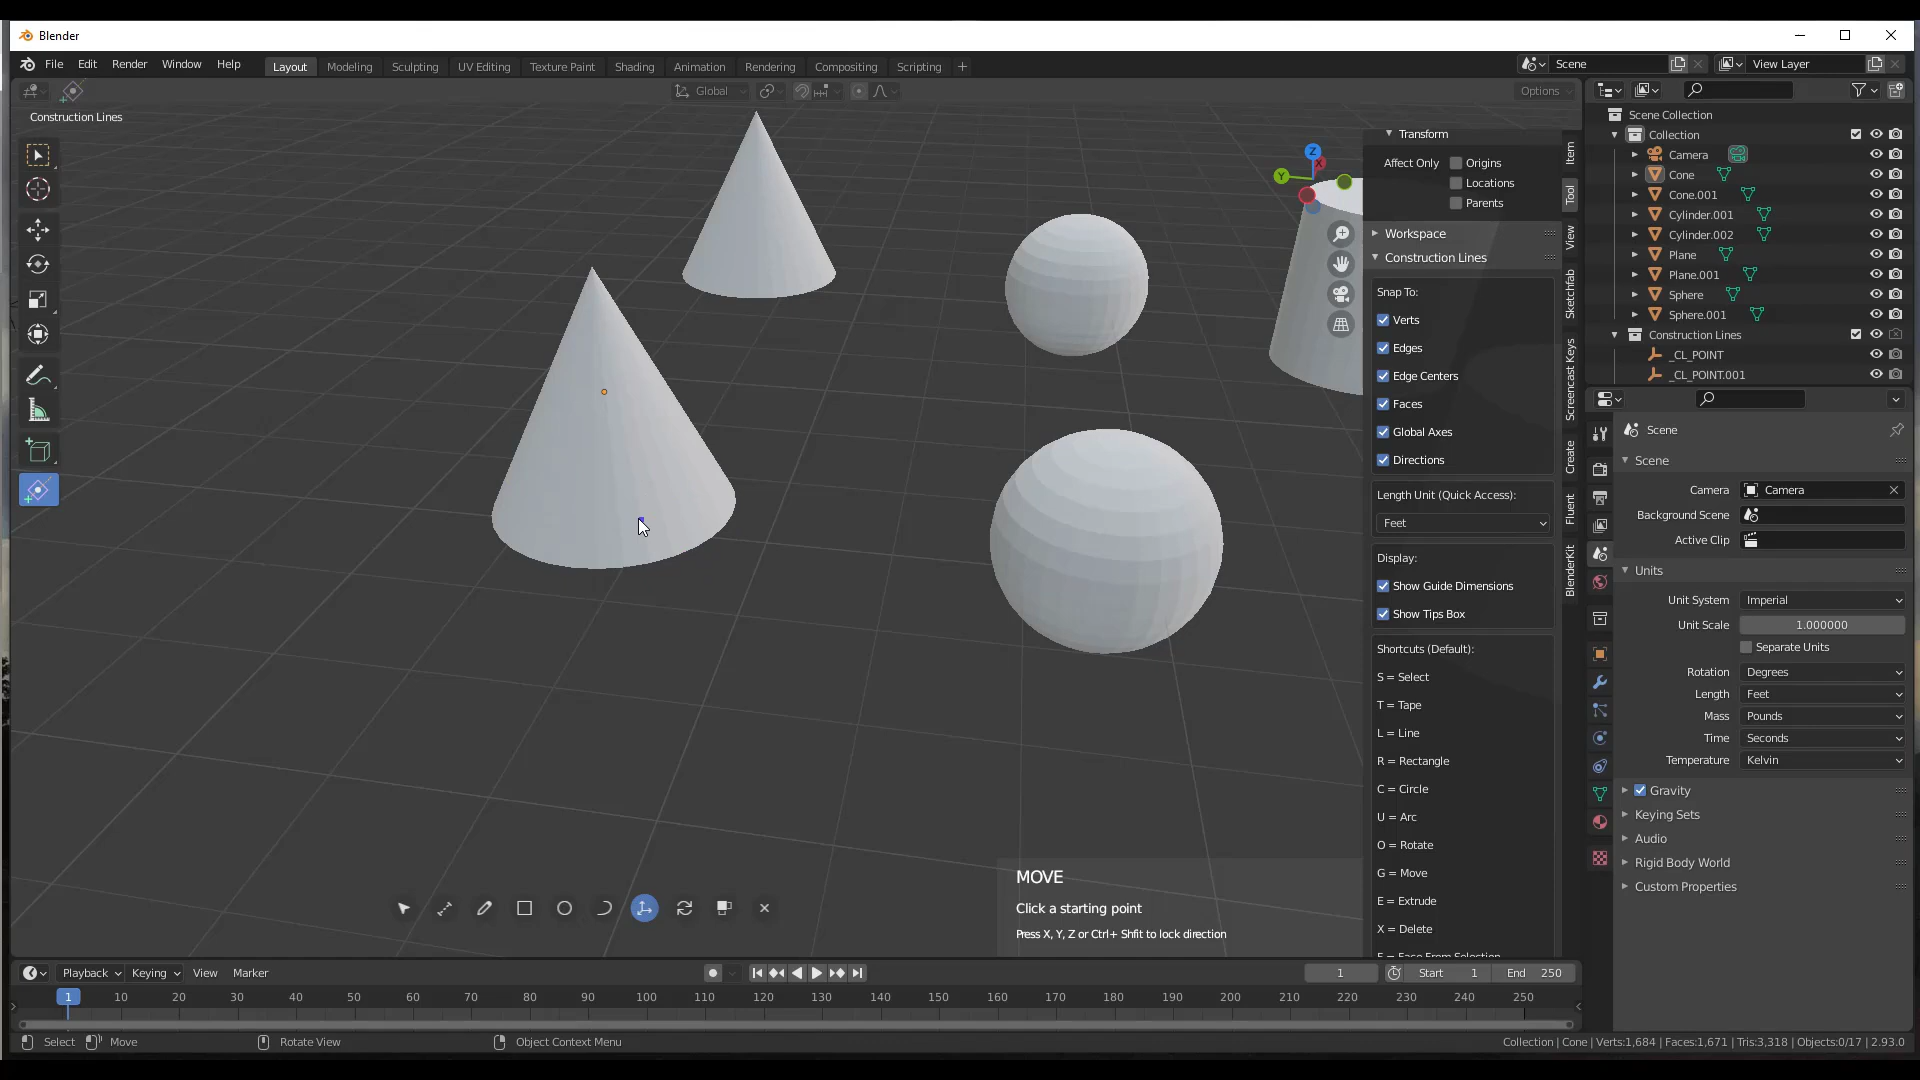 Blender
File Edit Render Window Help
Layout Modeling Sculpting UV Editing Texture Paint Shading Animation Rendering Compositing Scripting +
Scene
View Layer
Global
Options
Construction Lines
Z
X
Y
Transform
Affect Only Origins
Locations
Parents
Workspace
Construction Lines
Snap To:
Verts
Edges
Edge Centers
Faces
Global Axes
Directions
Length Unit (Quick Access):
Feet
Display:
Show Guide Dimensions
Show Tips Box
Shortcuts (Default):
S = Select
T = Tape
L = Line
R = Rectangle
C = Circle
U = Arc
O = Rotate
G = Move
E = Extrude
X = Delete
F = Face From Selection
Item
Tool
View
Sketchfab
Screencast Keys
Create
Fluent
BlenderKit
Scene Collection
Collection
Camera
Cone
Cone.001
Cylinder.001
Cylinder.002
Plane
Plane.001
Sphere
Sphere.001
Construction Lines
_CL_POINT
_CL_POINT.001
Scene
Scene
Camera Camera
Background Scene
Active Clip
Units
Unit System Imperial
Unit Scale 1.000000
Separate Units
Rotation Degrees
Length Feet
Mass Pounds
Time Seconds
Temperature Kelvin
Gravity
Keying Sets
Audio
Rigid Body World
Custom Properties
MOVE
Click a starting point
Press X, Y, Z or Ctrl+ Shfit to lock direction
Playback Keying View Marker
1 Start 1 End 250
1 10 20 30 40 50 60 70 80 90 100 110 120 130 140 150 160 170 180 190 200 210 220 230 240 250
Select Move Rotate View Object Context Menu
Collection | Cone | Verts:1,684 | Faces:1,671 | Tris:3,318 | Objects:0/17 | 2.93.0